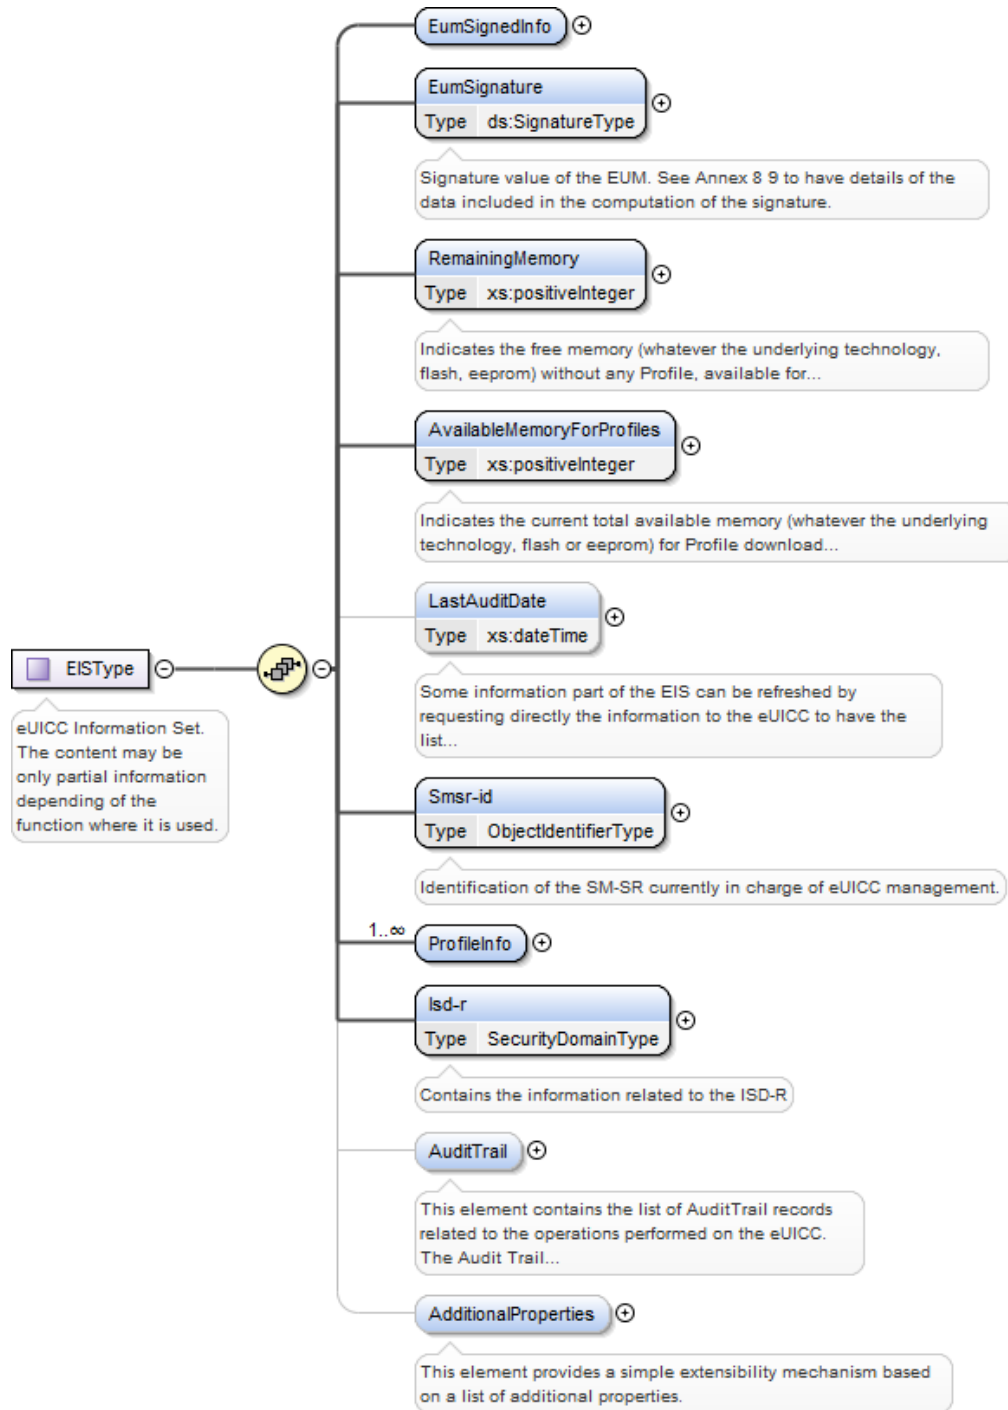 EumSignedInfo
EumSignature
Type ds:SignatureType
Signature value of the EUM. See Annex 8 9 to have details of the
data included in the computation of the signature.
RemainingMemory
Type xs:positiveInteger
Indicates the free memory (whatever the underlying technology,
flash, eeprom) without any Profile, available for...
AvailableMemoryForProfiles
Type xs:positiveInteger
Indicates the current total available memory (whatever the underlying
technology, flash or eeprom) for Profile download...
LastAuditDate
Type xs:dateTime
EISType
eUICC Information Set.
The content may be
only partial information
depending of the
function where it is used.
Some information part of the EIS can be refreshed by
requesting directly the information to the eUICC to have the
list...
Smsr-id
Type ObjectIdentifierType
Identification of the SM-SR currently in charge of eUICC management.
1..∞
ProfileInfo
Isd-r
Type SecurityDomainType
Contains the information related to the ISD-R
AuditTrail
This element contains the list of AuditTrail records
related to the operations performed on the eUICC.
The Audit Trail...
AdditionalProperties
This element provides a simple extensibility mechanism based
on a list of additional properties.